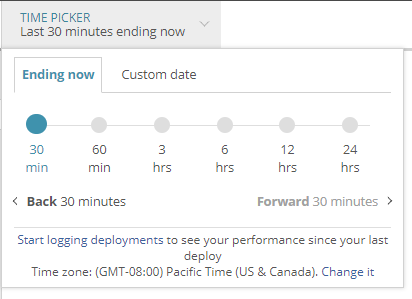 TIME PICKER
Last 30 minutes ending now
Ending now Custom date
30 min 60 min 3 hrs 6 hrs 12 hrs 24 hrs
Back 30 minutes Forward 30 minutes
Start logging deployments to see your performance since your last
deploy
Time zone: (GMT-08:00) Pacific Time (US & Canada). Change it